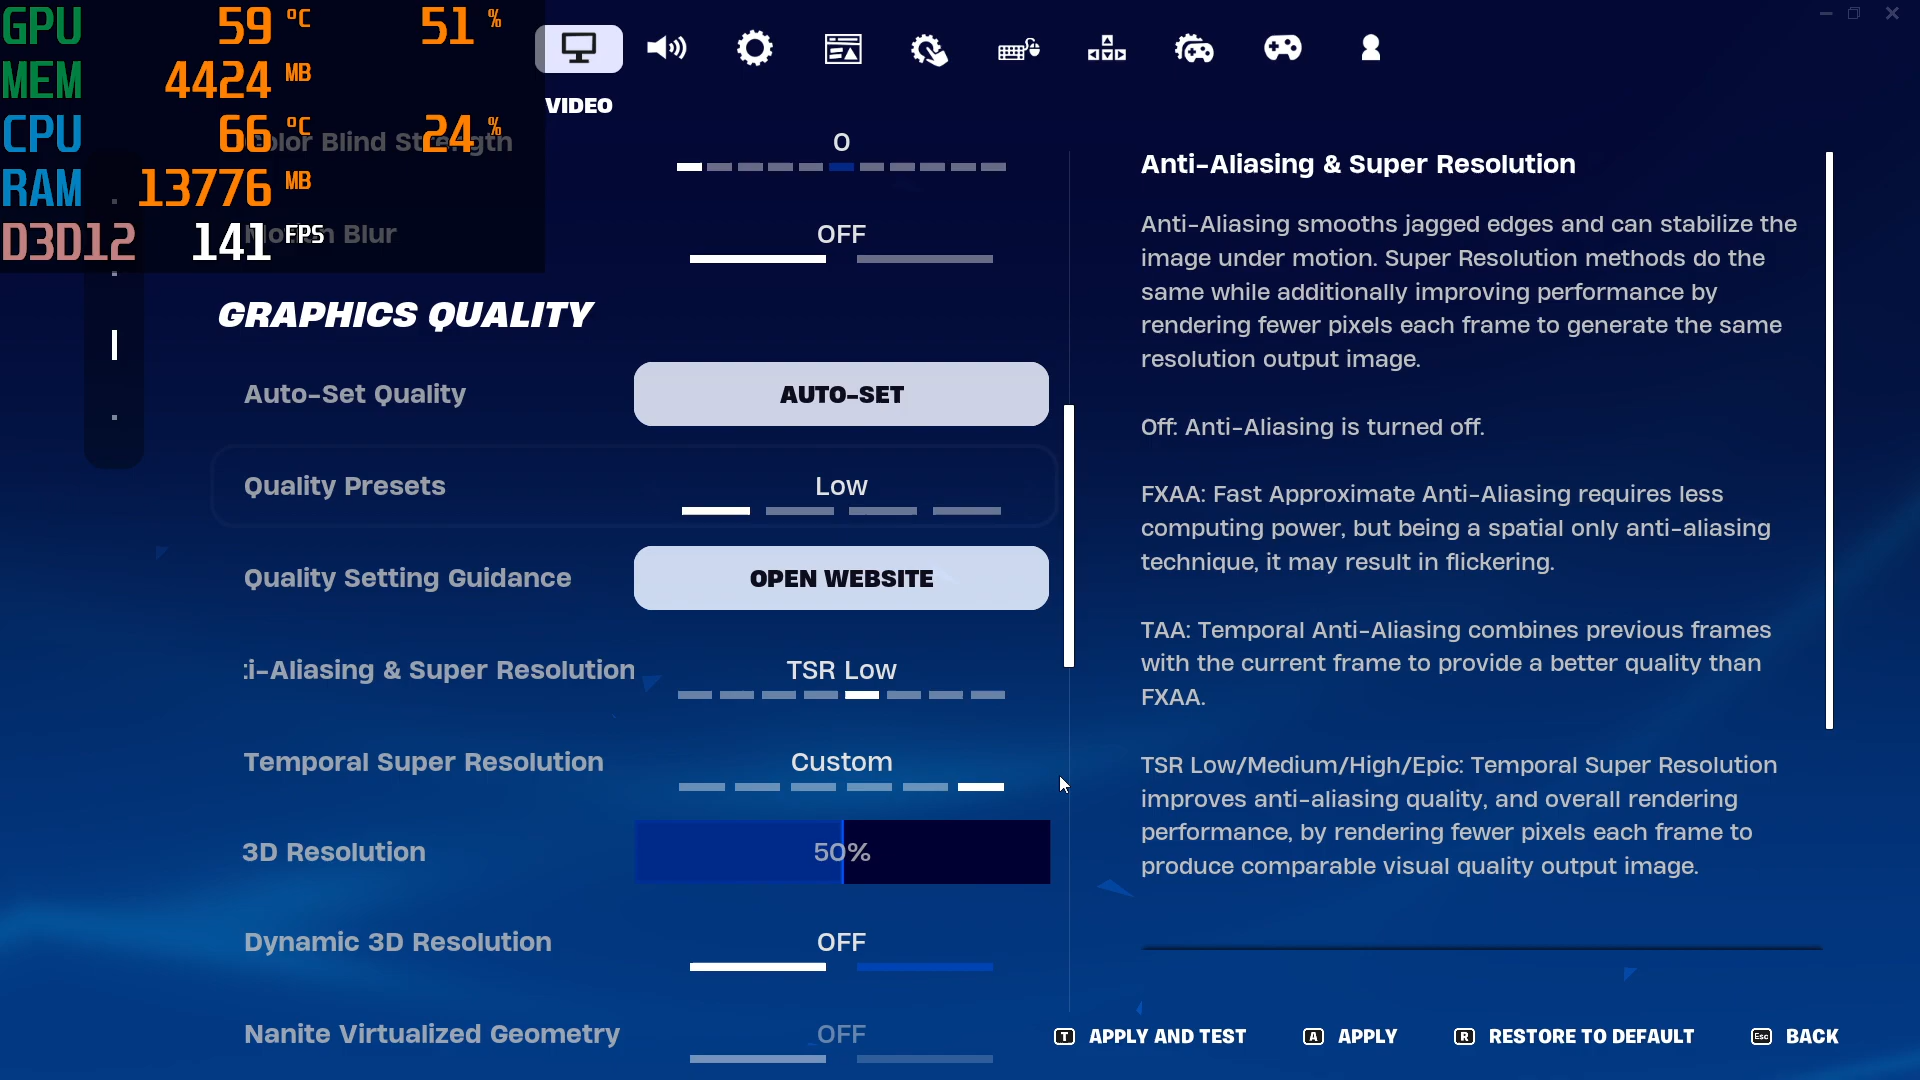 GPU 59 °C 51 %
MEM 4424 MB
CPU 66 °C 24 %
RAM 13776 MB
D3D12 141 FPS
VIDEO
Color Blind Strength 0
Motion Blur OFF
GRAPHICS QUALITY
Auto-Set Quality AUTO-SET
Quality Presets Low
Quality Setting Guidance OPEN WEBSITE
ti-Aliasing & Super Resolution TSR Low
Temporal Super Resolution Custom
3D Resolution 50%
Dynamic 3D Resolution OFF
Nanite Virtualized Geometry OFF
Anti-Aliasing & Super Resolution
Anti-Aliasing smooths jagged edges and can stabilize the
image under motion. Super Resolution methods do the
same while additionally improving performance by
rendering fewer pixels each frame to generate the same
resolution output image.
Off: Anti-Aliasing is turned off.
FXAA: Fast Approximate Anti-Aliasing requires less
computing power, but being a spatial only anti-aliasing
technique, it may result in flickering.
TAA: Temporal Anti-Aliasing combines previous frames
with the current frame to provide a better quality than
FXAA.
TSR Low/Medium/High/Epic: Temporal Super Resolution
improves anti-aliasing quality, and overall rendering
performance, by rendering fewer pixels each frame to
produce comparable visual quality output image.
T APPLY AND TEST A APPLY R RESTORE TO DEFAULT Esc BACK